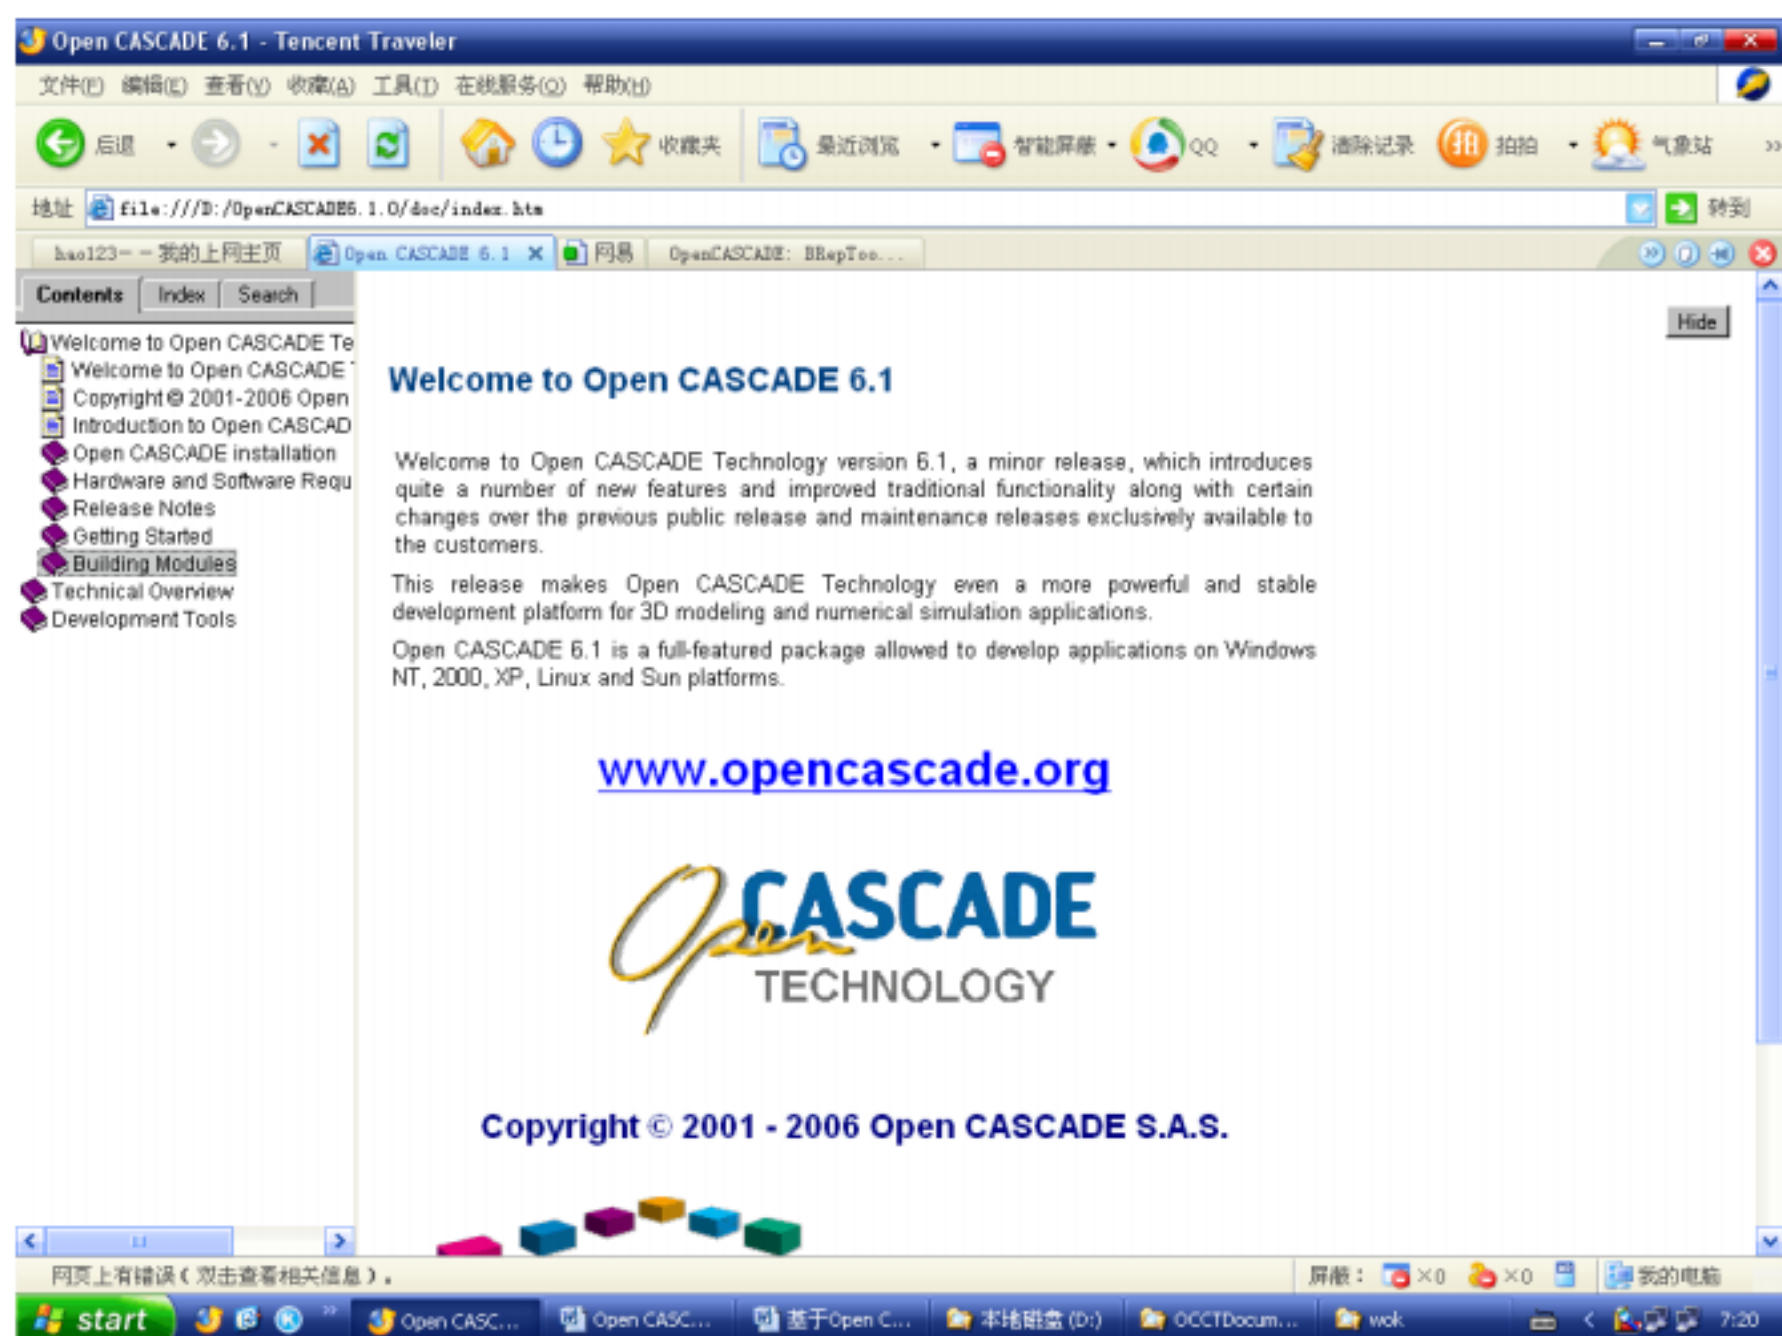 Open CASCADE 6.1 - Tencent Traveler
文件(F) 编辑(E) 查看(V) 收藏(A) 工具(T) 在线服务(O) 帮助(H)
后退 收藏夹 最近浏览 智能屏蔽 QQ 清除记录 拍拍 气象站
地址 file:///D:/OpenCASCADE6.1.0/doc/index.htm 转到
hao123--我的上网主页 Open CASCADE 6.1 网易 OpenCASCADE: BRepToo...
Contents Index Search
Hide
Welcome to Open CASCADE Te
Welcome to Open CASCADE
Copyright © 2001-2006 Open
Introduction to Open CASCAD
Open CASCADE installation
Hardware and Software Requ
Release Notes
Getting Started
Building Modules
Technical Overview
Development Tools
Welcome to Open CASCADE 6.1
Welcome to Open CASCADE Technology version 6.1, a minor release, which introduces
quite a number of new features and improved traditional functionality along with certain
changes over the previous public release and maintenance releases exclusively available to
the customers.
This release makes Open CASCADE Technology even a more powerful and stable
development platform for 3D modeling and numerical simulation applications.
Open CASCADE 6.1 is a full-featured package allowed to develop applications on Windows
NT, 2000, XP, Linux and Sun platforms.
www.opencascade.org
Open CASCADE
TECHNOLOGY
Copyright © 2001 - 2006 Open CASCADE S.A.S.
网页上有错误(双击查看相关信息)。 屏蔽: ×0 ×0 我的电脑
start Open CASC... Open CASC... 基于Open C... 本地磁盘 (D:) OCCTDocum... wok 7:20